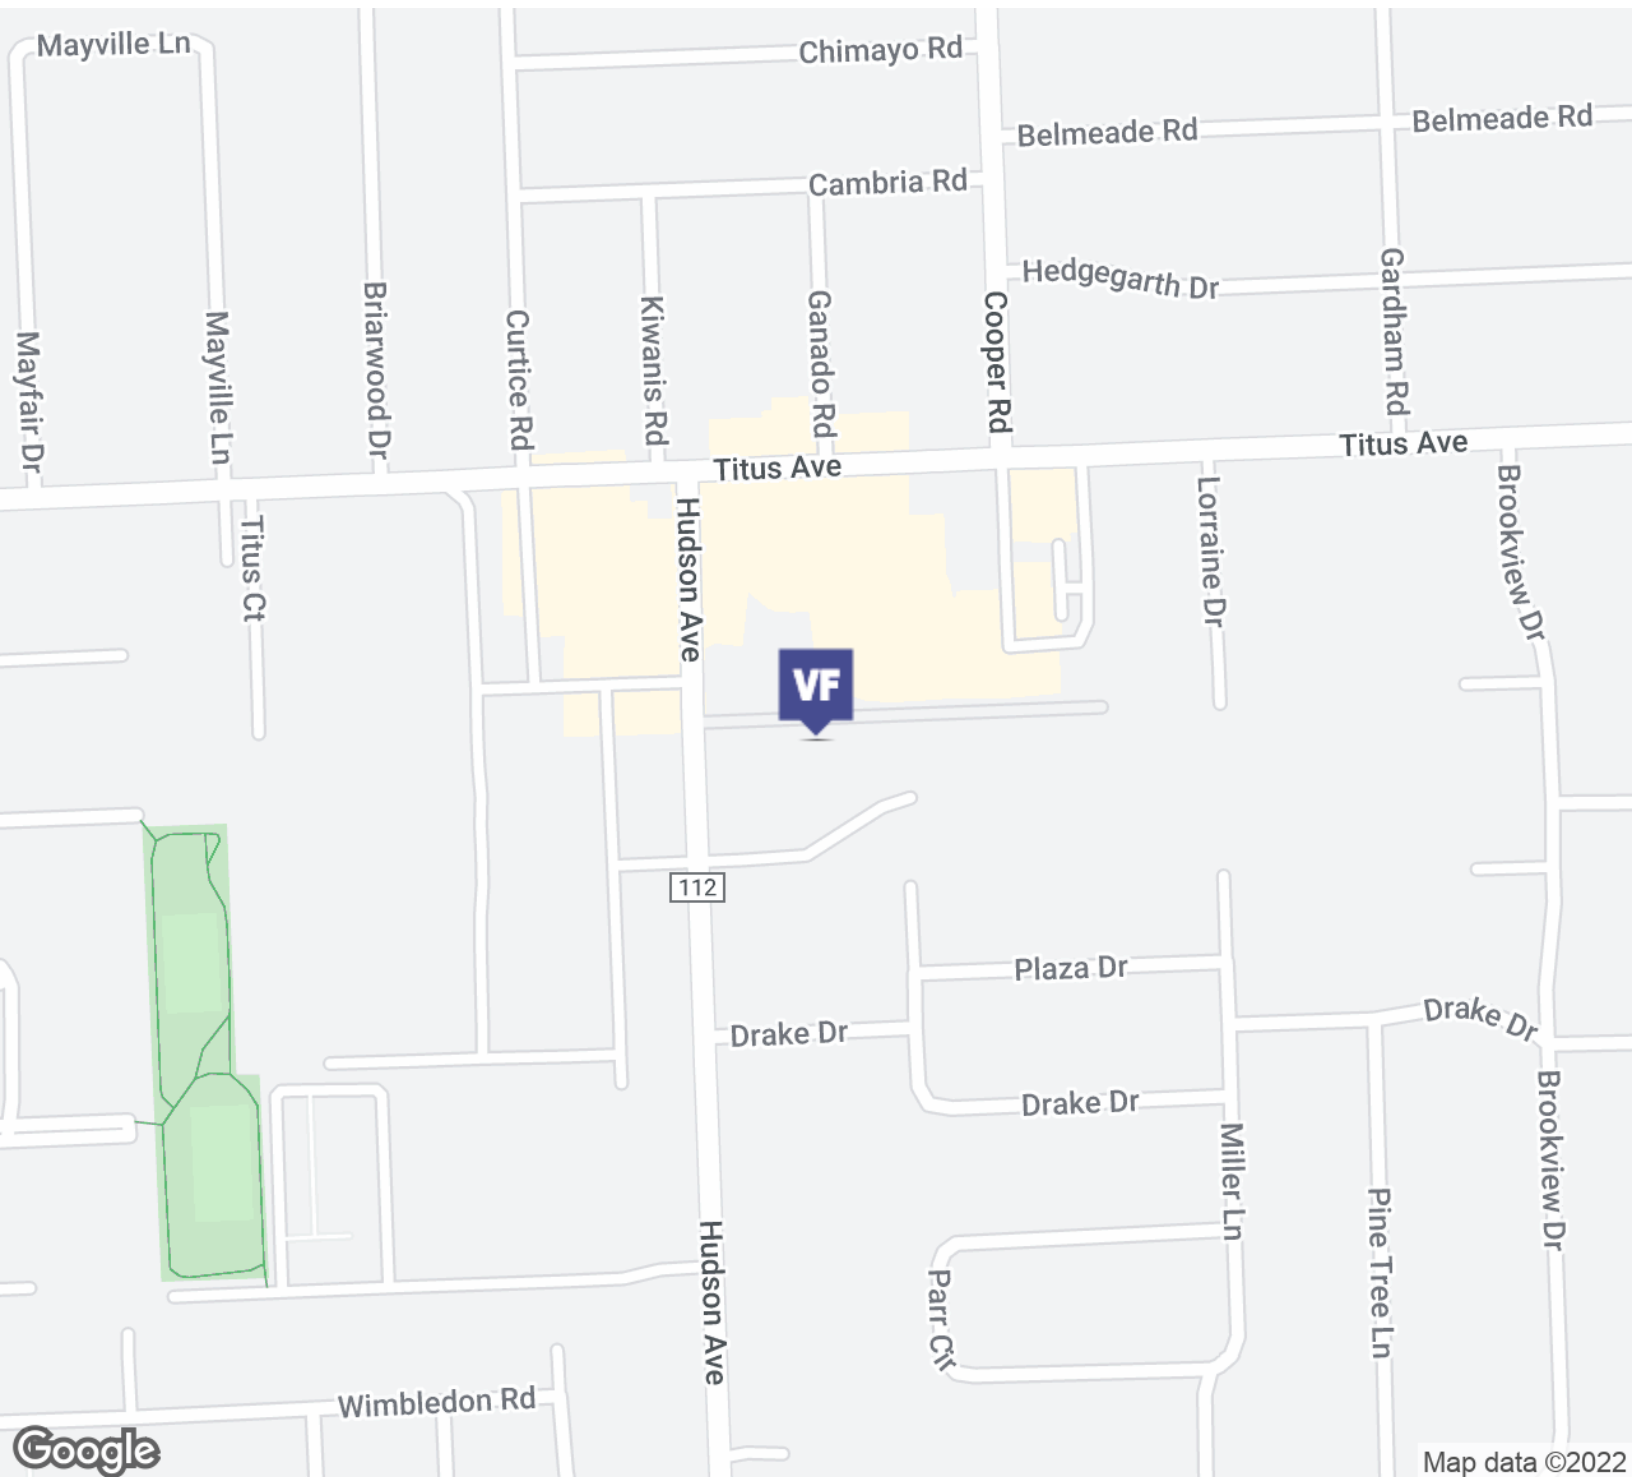 Mayville Ln
Chimayo Rd
Belmeade Rd
Belmeade Rd
Cambria Rd
Hedgegarth Dr
Mayfair Dr
Mayville Ln
Briarwood Dr
Curtice Rd
Kiwanis Rd
Ganado Rd
Cooper Rd
Gardham Rd
Titus Ave
Titus Ave
Titus Ct
Hudson Ave
Lorraine Dr
Brookview Dr
VF
112
Plaza Dr
Drake Dr
Drake Dr
Drake Dr
Miller Ln
Brookview Dr
Pine Tree Ln
Hudson Ave
Parr Cir
Wimbledon Rd
Google
Map data ©2022